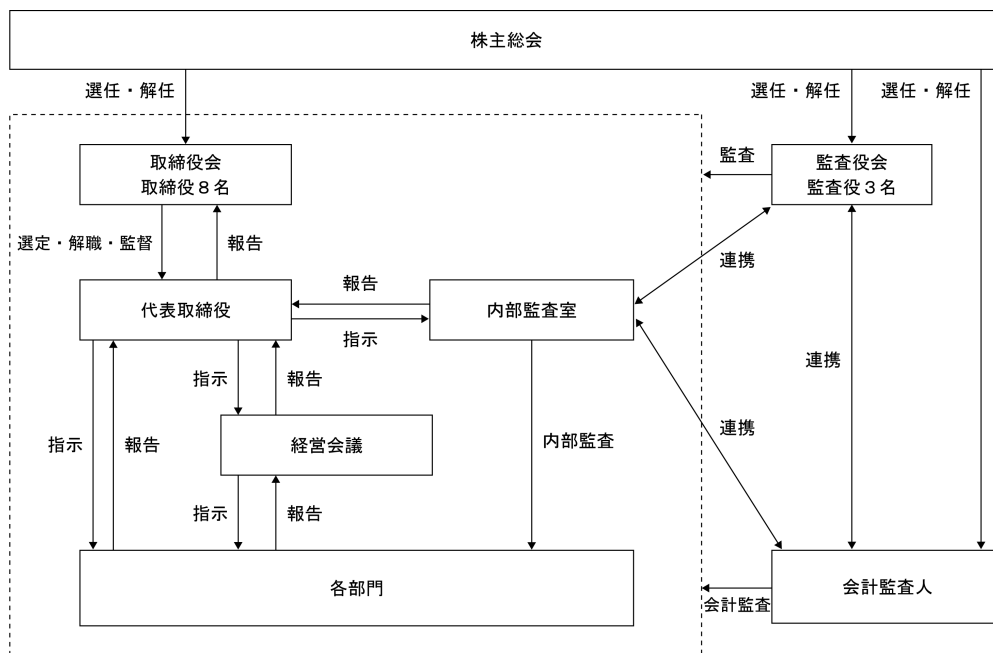 株主総会
選任・解任
選任・解任
選任・解任
取締役会
取締役８名
監査
監査役会
監査役３名
選定・解職・監督
報告
連携
代表取締役
報告
指示
内部監査室
指示
報告
連携
経営会議
内部監査
連携
指示
報告
指示
報告
各部門
会計監査
会計監査人